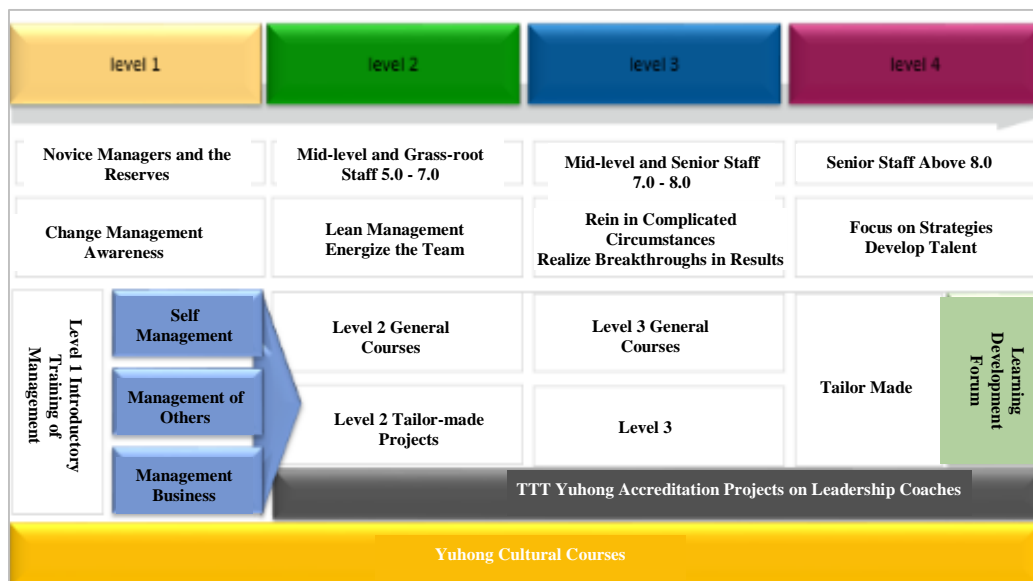 level 1
level 2
level 3
level 4
Novice Managers and the
Reserves
Mid-level and Grass-root
Staff 5.0 - 7.0
Mid-level and Senior Staff
7.0 - 8.0
Senior Staff Above 8.0
Change Management
Awareness
Lean Management
Energize the Team
Rein in Complicated
Circumstances
Realize Breakthroughs in Results
Focus on Strategies
Develop Talent
Level 1 Introductory
Training of
Management
Self
Management
Management of
Others
Management
Business
Level 2 General
Courses
Level 2 Tailor-made
Projects
Level 3 General
Courses
Level 3
Tailor Made
Learning
Development
Forum
TTT Yuhong Accreditation Projects on Leadership Coaches
Yuhong Cultural Courses